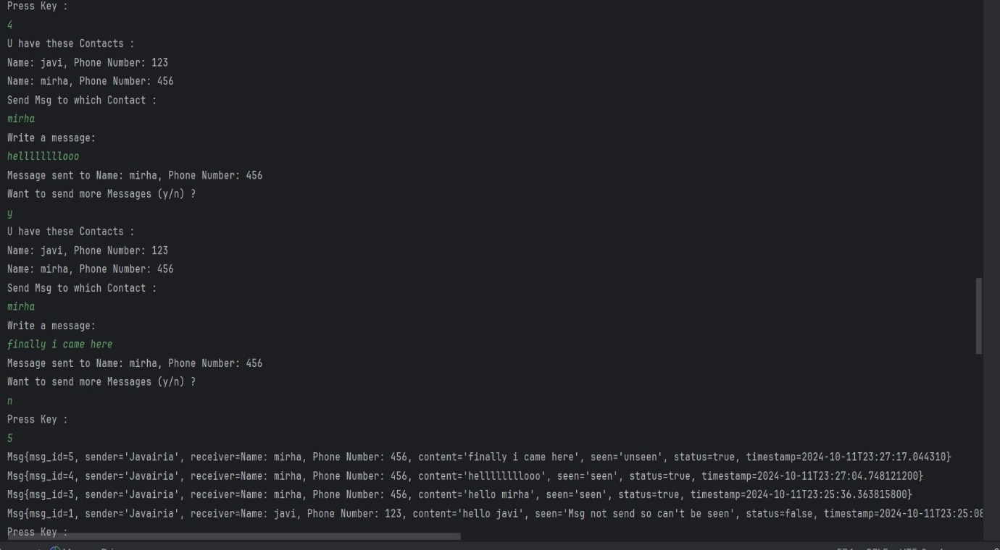 Press Key :
4
U have these Contacts :
Name: javi, Phone Number: 123
Name: mirha, Phone Number: 456
Send Msg to which Contact :
mirha
Write a message:
helllllllllooo
Message sent to Name: mirha, Phone Number: 456
Want to send more Messages (y/n) ?
y
U have these Contacts :
Name: javi, Phone Number: 123
Name: mirha, Phone Number: 456
Send Msg to which Contact :
mirha
Write a message:
finally i came here
Message sent to Name: mirha, Phone Number: 456
Want to send more Messages (y/n) ?
n
Press Key :
5
Msg{msg_id=5, sender='Javairia', receiver=Name: mirha, Phone Number: 456, content='finally i came here', seen='unseen', status=true, timestamp=2024-10-11T23:27:17.044310}
Msg{msg_id=4, sender='Javairia', receiver=Name: mirha, Phone Number: 456, content='helllllllllooo', seen='seen', status=true, timestamp=2024-10-11T23:27:04.748121200}
Msg{msg_id=3, sender='Javairia', receiver=Name: mirha, Phone Number: 456, content='hello mirha', seen='seen', status=true, timestamp=2024-10-11T23:25:36.363815800}
Msg{msg_id=1, sender='Javairia', receiver=Name: javi, Phone Number: 123, content='hello javi', seen='Msg not send so can't be seen', status=false, timestamp=2024-10-11T23:25:08
Press Key :